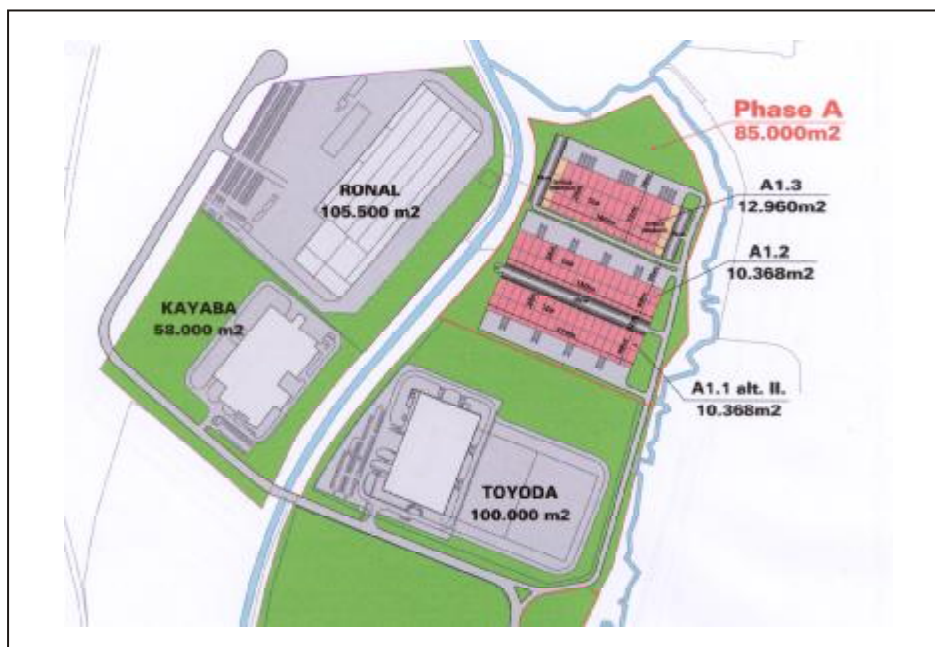 Phase A
85.000m2
RONAL
105.500 m2
A1.3
12.960m2
A1.2
10.368m2
KAYABA
58.000 m2
A1.1 alt. II.
10.368m2
TOYODA
100.000 m2